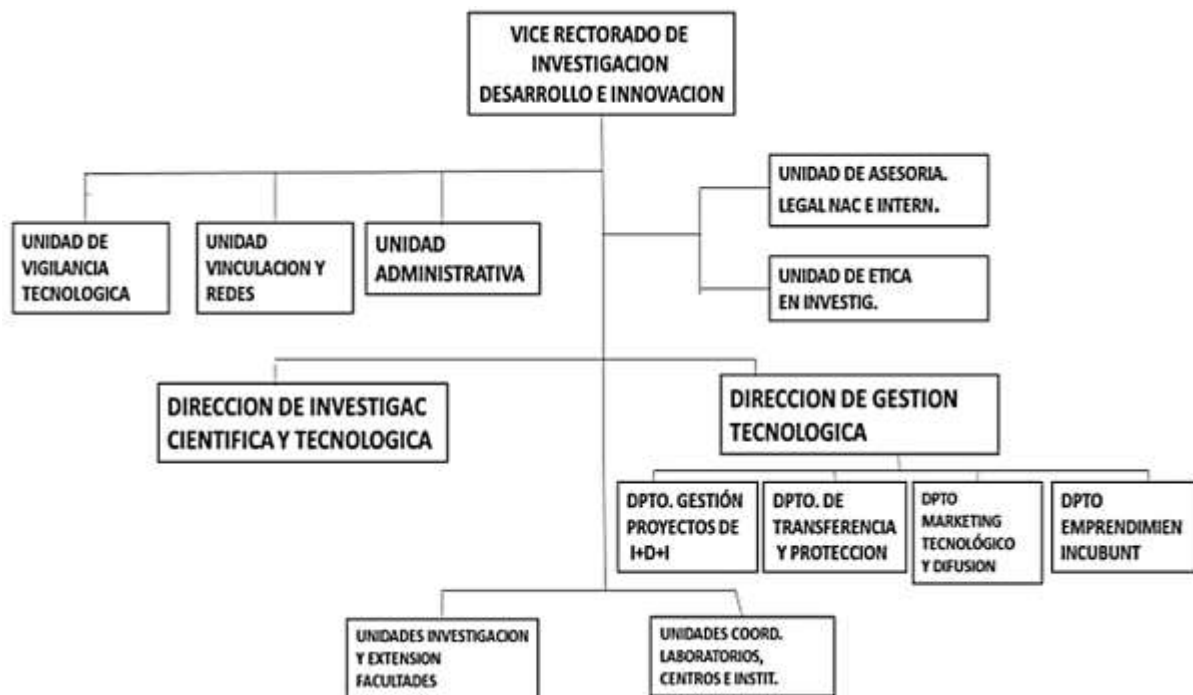 VICE RECTORADO DE
INVESTIGACION
DESARROLLO E INNOVACION
UNIDAD DE ASESORIA.
LEGAL NAC E INTERN.
UNIDAD DE
VIGILANCIA
TECNOLOGICA
UNIDAD
VINCULACION Y
REDES
UNIDAD
ADMINISTRATIVA
UNIDAD DE ETICA
EN INVESTIG.
DIRECCION DE INVESTIGAC
CIENTIFICA Y TECNOLOGICA
DIRECCION DE GESTION
TECNOLOGICA
DPTO. GESTIÓN
PROYECTOS DE
I+D+I
DPTO. DE
TRANSFERENCIA
Y PROTECCION
DPTO
MARKETING
TECNOLÓGICO
Y DIFUSION
DPTO
EMPRENDIMIEN
INCUBUNT
UNIDADES INVESTIGACION
Y EXTENSION
FACULTADES
UNIDADES COORD.
LABORATORIOS,
CENTROS E INSTIT.